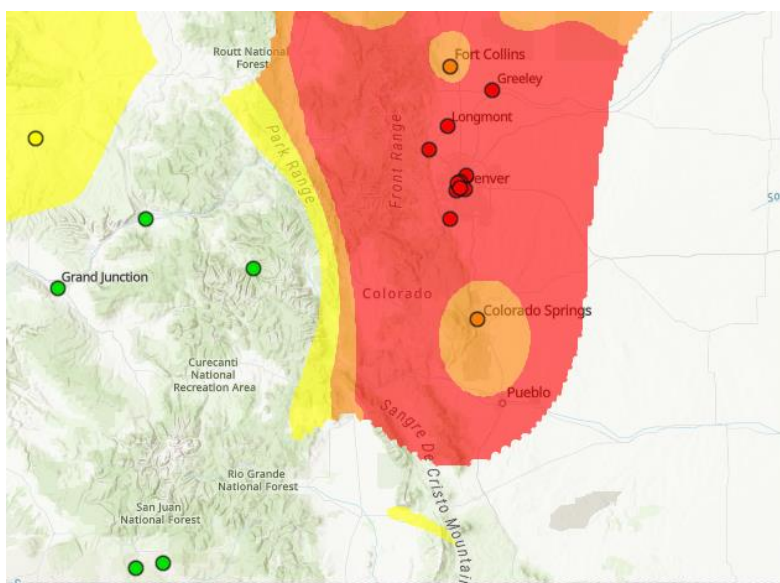 Routt National
Forest
Fort Collins
Greeley
Longmont
Park Range
Front Range
Denver
Grand Junction
Colorado
Colorado Springs
Curecanti
National
Recreation Area
Pueblo
Sangre De Cristo Mountain
Rio Grande
National Forest
San Juan
National Forest